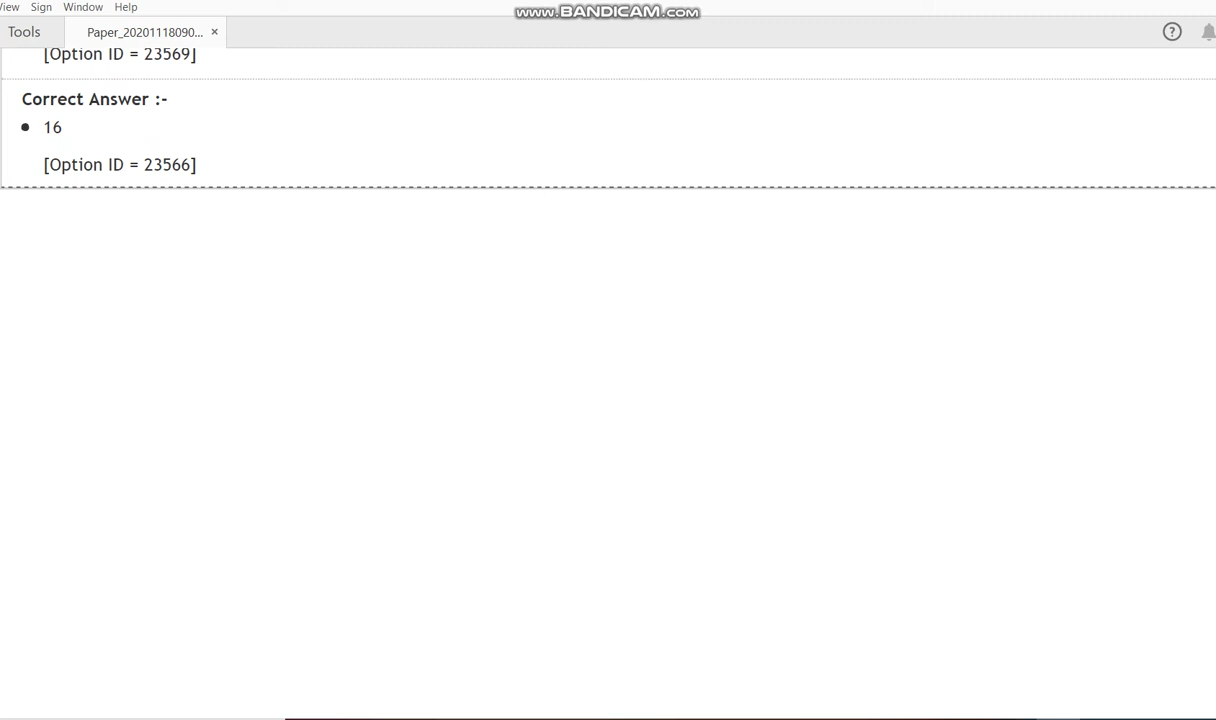 View Sign Window Help
www.BANDICAM.com
Tools Paper_20201118090... ×
?
[Option ID = 23569]
Correct Answer :-
• 16
[Option ID = 23566]